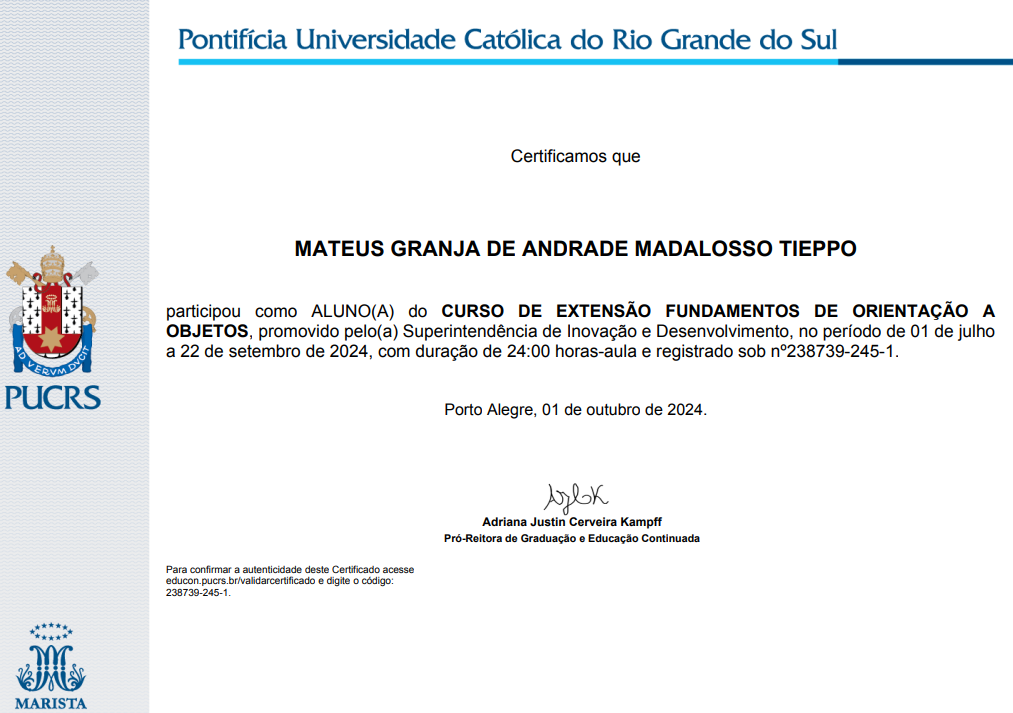 Pontifícia Universidade Católica do Rio Grande do Sul
Certificamos que
MATEUS GRANJA DE ANDRADE MADALOSSO TIEPPO
participou como ALUNO(A) do CURSO DE EXTENSÃO FUNDAMENTOS DE ORIENTAÇÃO A
OBJETOS, promovido pelo(a) Superintendência de Inovação e Desenvolvimento, no período de 01 de julho
a 22 de setembro de 2024, com duração de 24:00 horas-aula e registrado sob nº238739-245-1.
AD VERVM DVCIT
PUCRS
Porto Alegre, 01 de outubro de 2024.
Adriana Justin Cerveira Kampff
Pró-Reitora de Graduação e Educação Continuada
Para confirmar a autenticidade deste Certificado acesse
educon.pucrs.br/validarcertificado e digite o código:
238739-245-1.
MARISTA